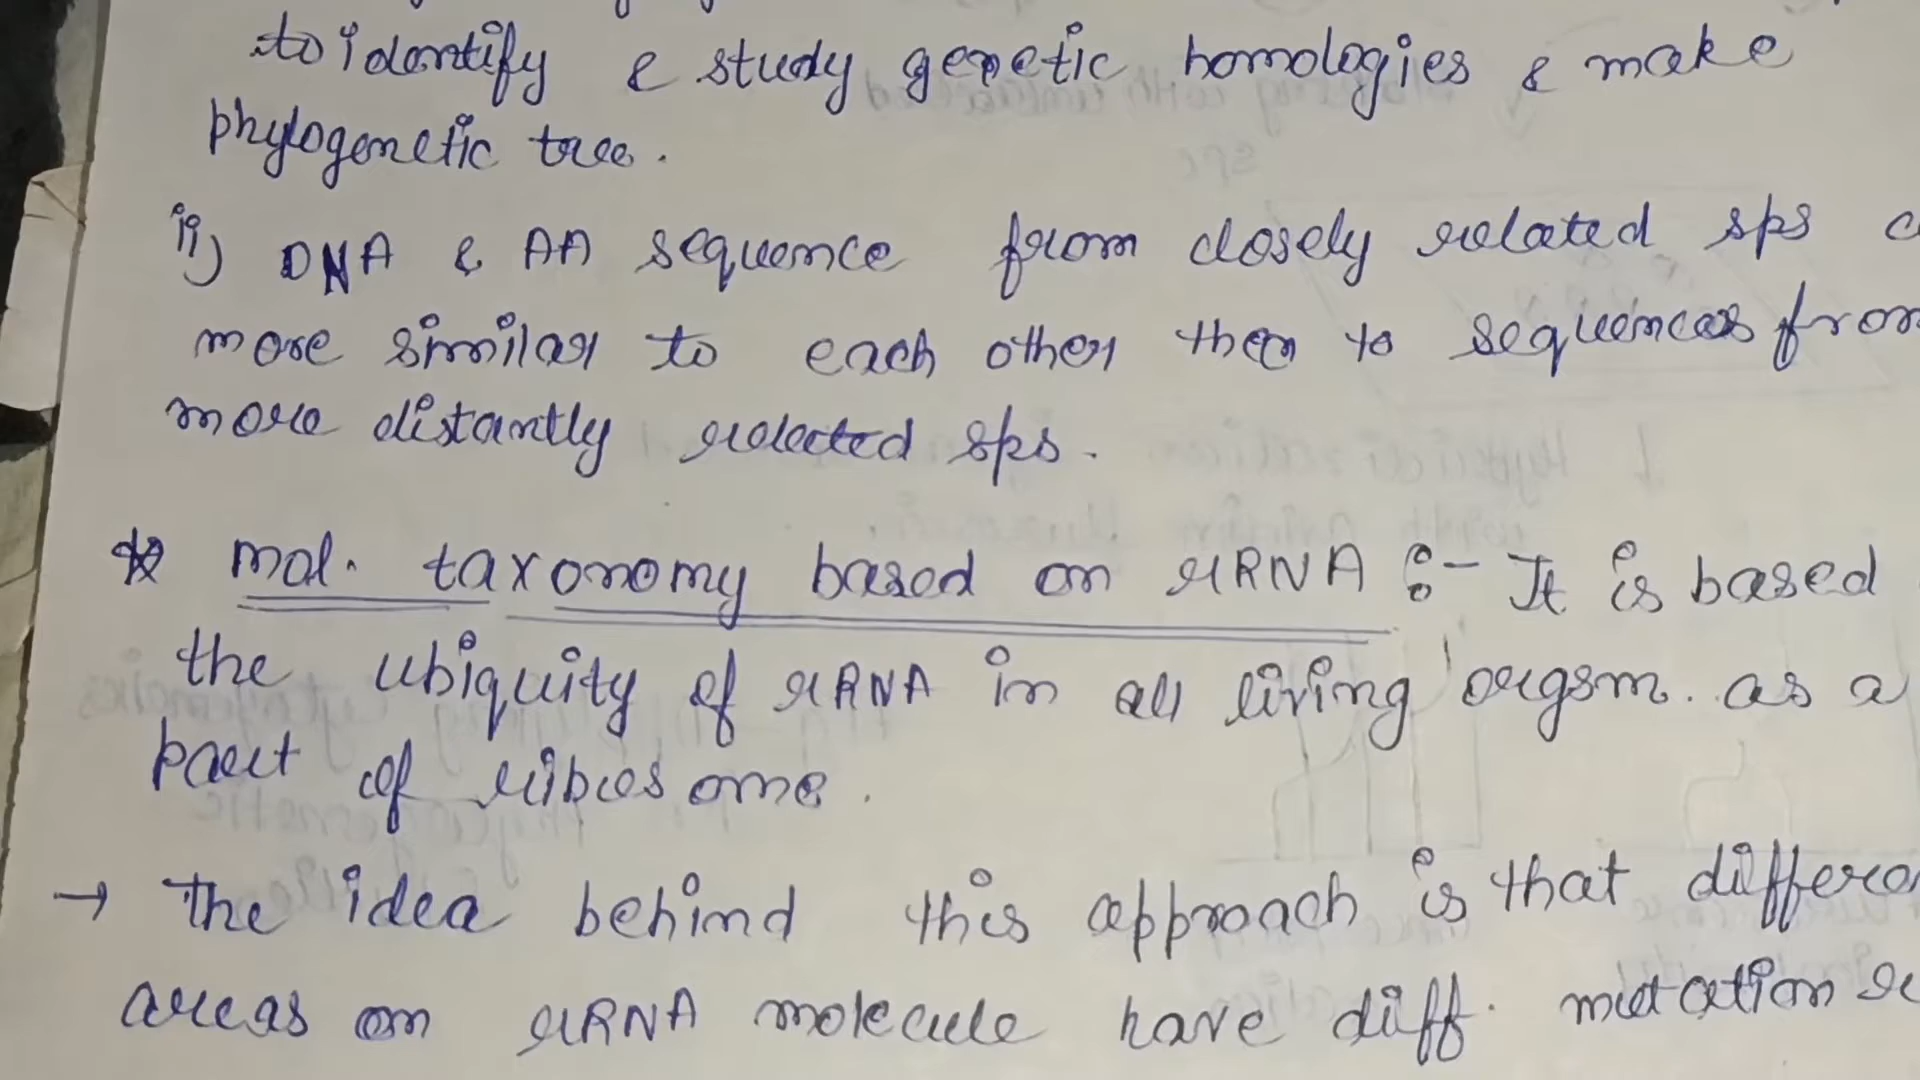 to identify & study genetic homologies & make
phylogenetic tree.
ii) DNA & AA sequence from closely related sps
more similar to each other then to sequences from
more distantly related sps.
☆ mol. taxonomy based on rRNA :- It is based
the ubiquity of rRNA in all living orgsm. as a
part of ribosome.
→ The idea behind this approach is that differen
areas on rRNA molecule have diff. mutation